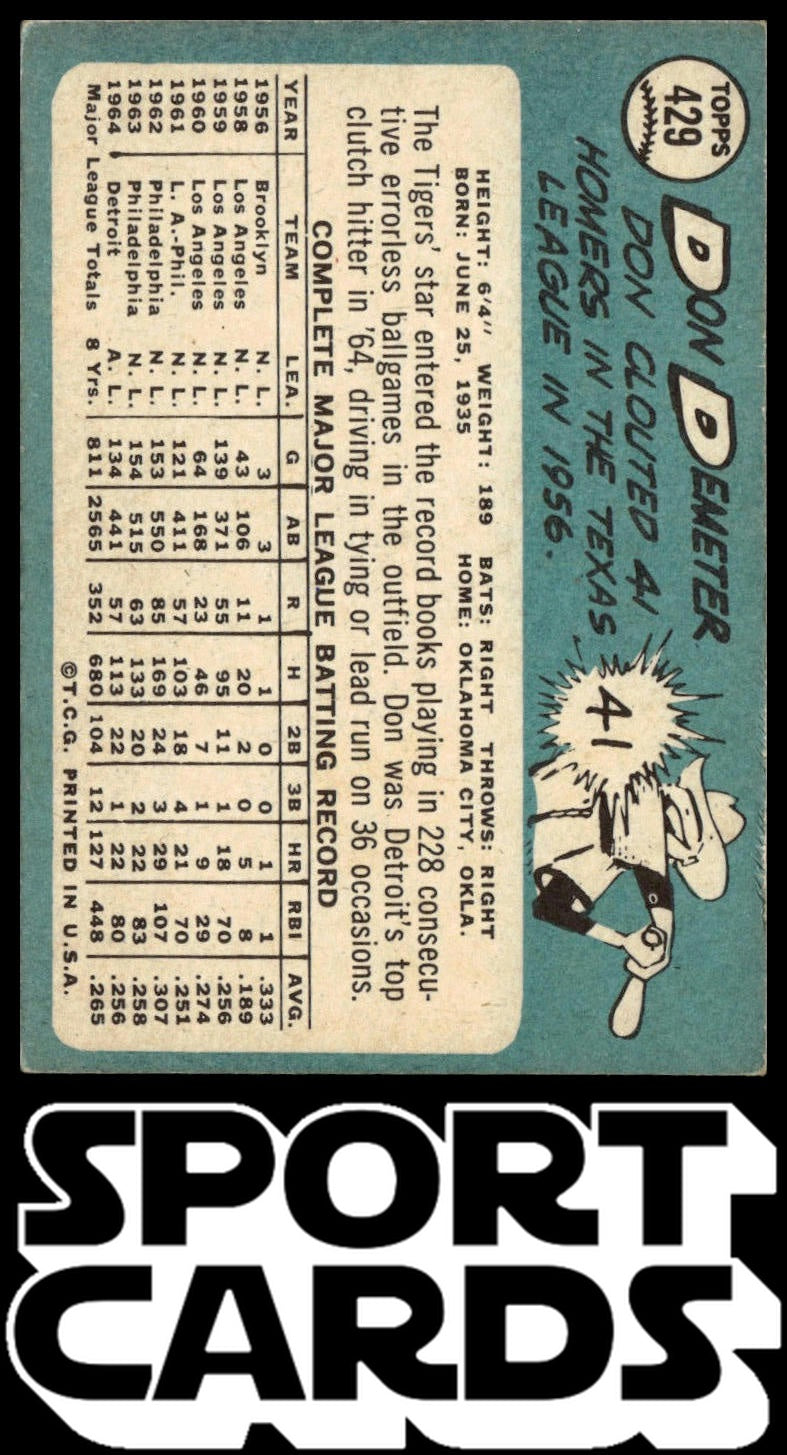 TOPPS
429
DON DEMETER
DON CLOUTED 41
HOMERS IN THE TEXAS
LEAGUE IN 1956.
41
HEIGHT: 6'4" WEIGHT: 189 BATS: RIGHT THROWS: RIGHT
BORN: JUNE 25, 1935 HOME: OKLAHOMA CITY, OKLA.
The Tigers' star entered the record books playing in 228 consecu-
tive errorless ballgames in the outfield. Don was Detroit's top
clutch hitter in '64, driving in tying or lead run on 36 occasions.
COMPLETE MAJOR LEAGUE BATTING RECORD
YEAR TEAM LEA. G AB R H 2B 3B HR RBI AVG.
1956 Brooklyn N. L. 3 3 1 1 0 0 1 1 .333
1958 Los Angeles N. L. 43 106 11 20 2 0 5 8 .189
1959 Los Angeles N. L. 139 371 55 95 11 1 18 70 .256
1960 Los Angeles N. L. 64 168 23 46 7 1 9 29 .274
1961 L. A.-Phil. N. L. 121 411 57 103 18 4 21 70 .251
1962 Philadelphia N. L. 153 550 85 169 24 3 29 107 .307
1963 Philadelphia N. L. 154 515 63 133 20 2 22 83 .258
1964 Detroit A. L. 134 441 57 113 22 1 22 80 .256
Major League Totals 8 Yrs. 811 2565 352 680 104 12 127 448 .265
©T.C.G. PRINTED IN U.S.A.
SPORT
CARDS